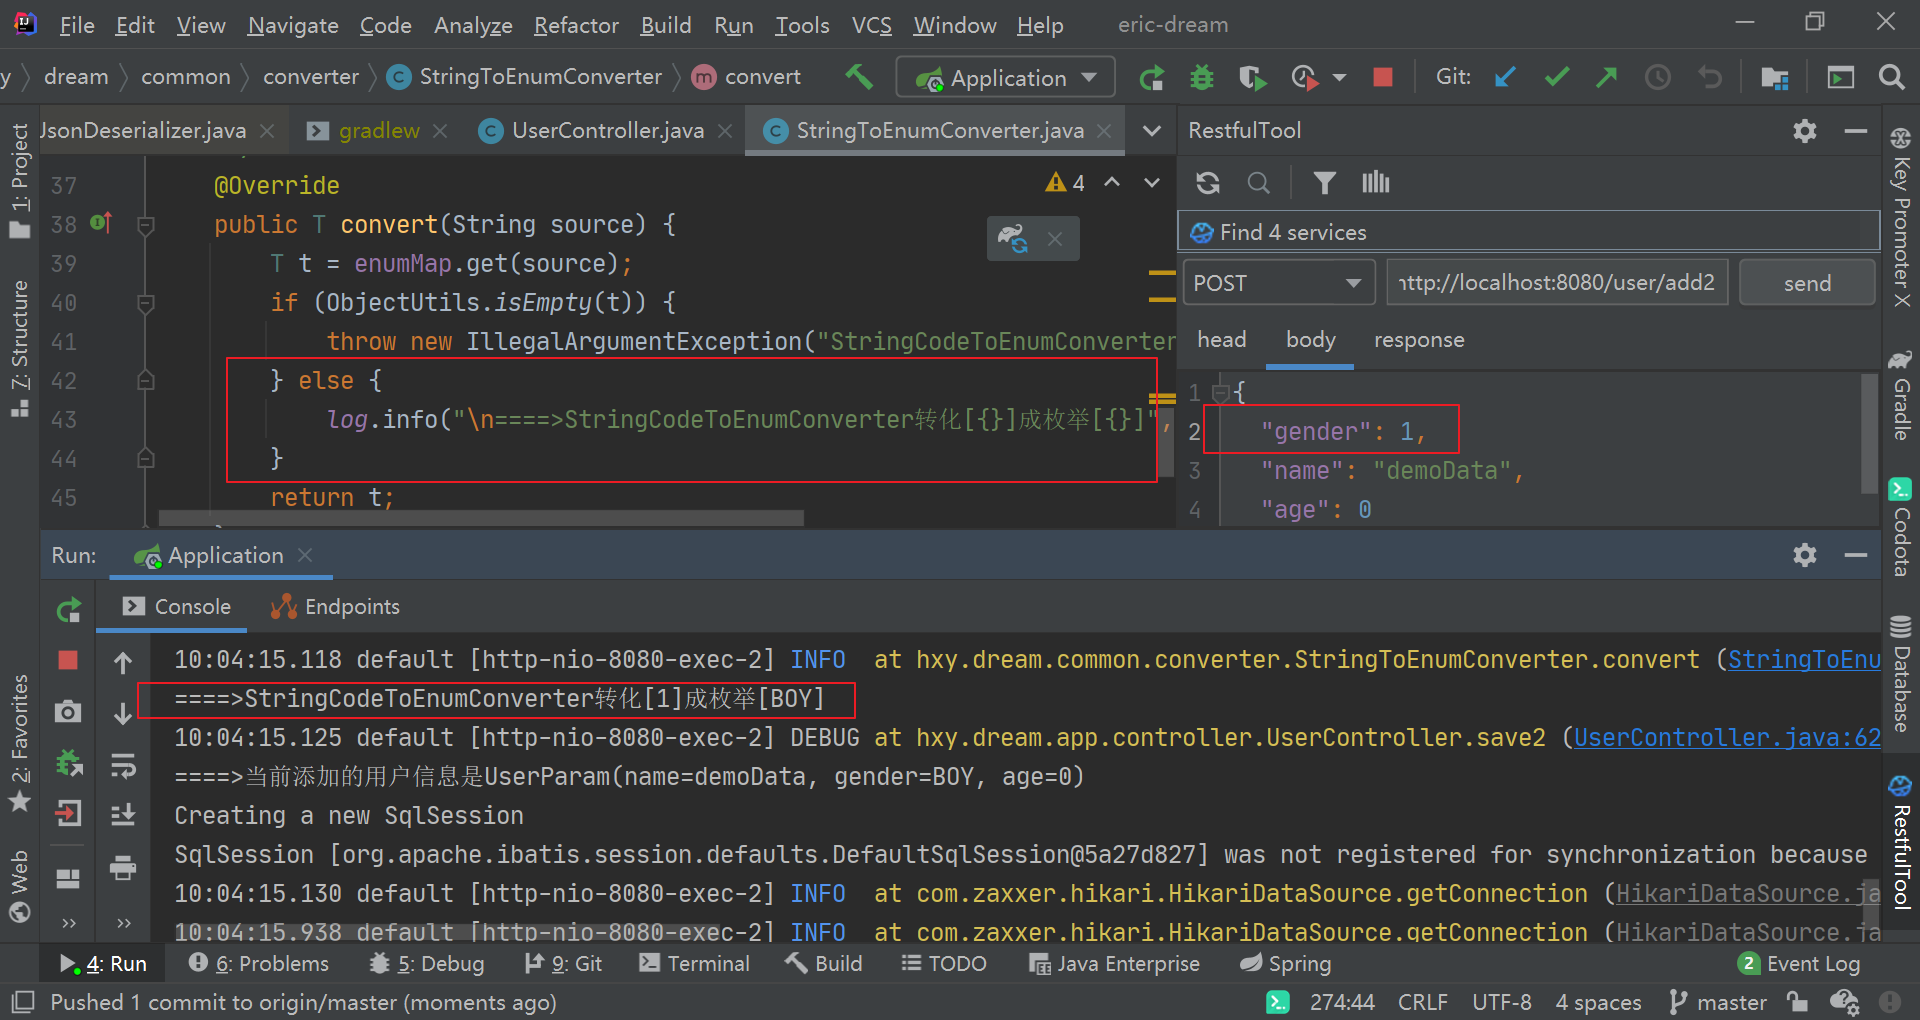 File Edit View Navigate Code Analyze Refactor Build Run Tools VCS Window Help eric-dream
y dream common converter StringToEnumConverter convert Application Git:
JsonDeserializer.java gradlew UserController.java StringToEnumConverter.java
1: Project
7: Structure
2: Favorites
Web
4
37 @Override
38 public T convert(String source) {
39 T t = enumMap.get(source);
40 if (ObjectUtils.isEmpty(t)) {
41 throw new IllegalArgumentException("StringCodeToEnumConverter
42 } else {
43 log.info("\n====>StringCodeToEnumConverter转化[{}]成枚举[{}]",
44 }
45 return t;
RestfulTool
Find 4 services
POST http://localhost:8080/user/add2 send
head body response
1 {
2 "gender": 1,
3 "name": "demoData",
4 "age": 0
Key Promoter X
Gradle
Codota
Database
RestfulTool
Run: Application
Console Endpoints
10:04:15.118 default [http-nio-8080-exec-2] INFO at hxy.dream.common.converter.StringToEnumConverter.convert (StringToEnu
====>StringCodeToEnumConverter转化[1]成枚举[BOY]
10:04:15.125 default [http-nio-8080-exec-2] DEBUG at hxy.dream.app.controller.UserController.save2 (UserController.java:62
====>当前添加的用户信息是UserParam(name=demoData, gender=BOY, age=0)
Creating a new SqlSession
SqlSession [org.apache.ibatis.session.defaults.DefaultSqlSession@5a27d827] was not registered for synchronization because
10:04:15.130 default [http-nio-8080-exec-2] INFO at com.zaxxer.hikari.HikariDataSource.getConnection (HikariDataSource.ja
10:04:15.938 default [http-nio-8080-exec-2] INFO at com.zaxxer.hikari.HikariDataSource.getConnection (HikariDataSource.ja
4: Run 6: Problems 5: Debug 9: Git Terminal Build TODO Java Enterprise Spring 2 Event Log
Pushed 1 commit to origin/master (moments ago) 274:44 CRLF UTF-8 4 spaces master